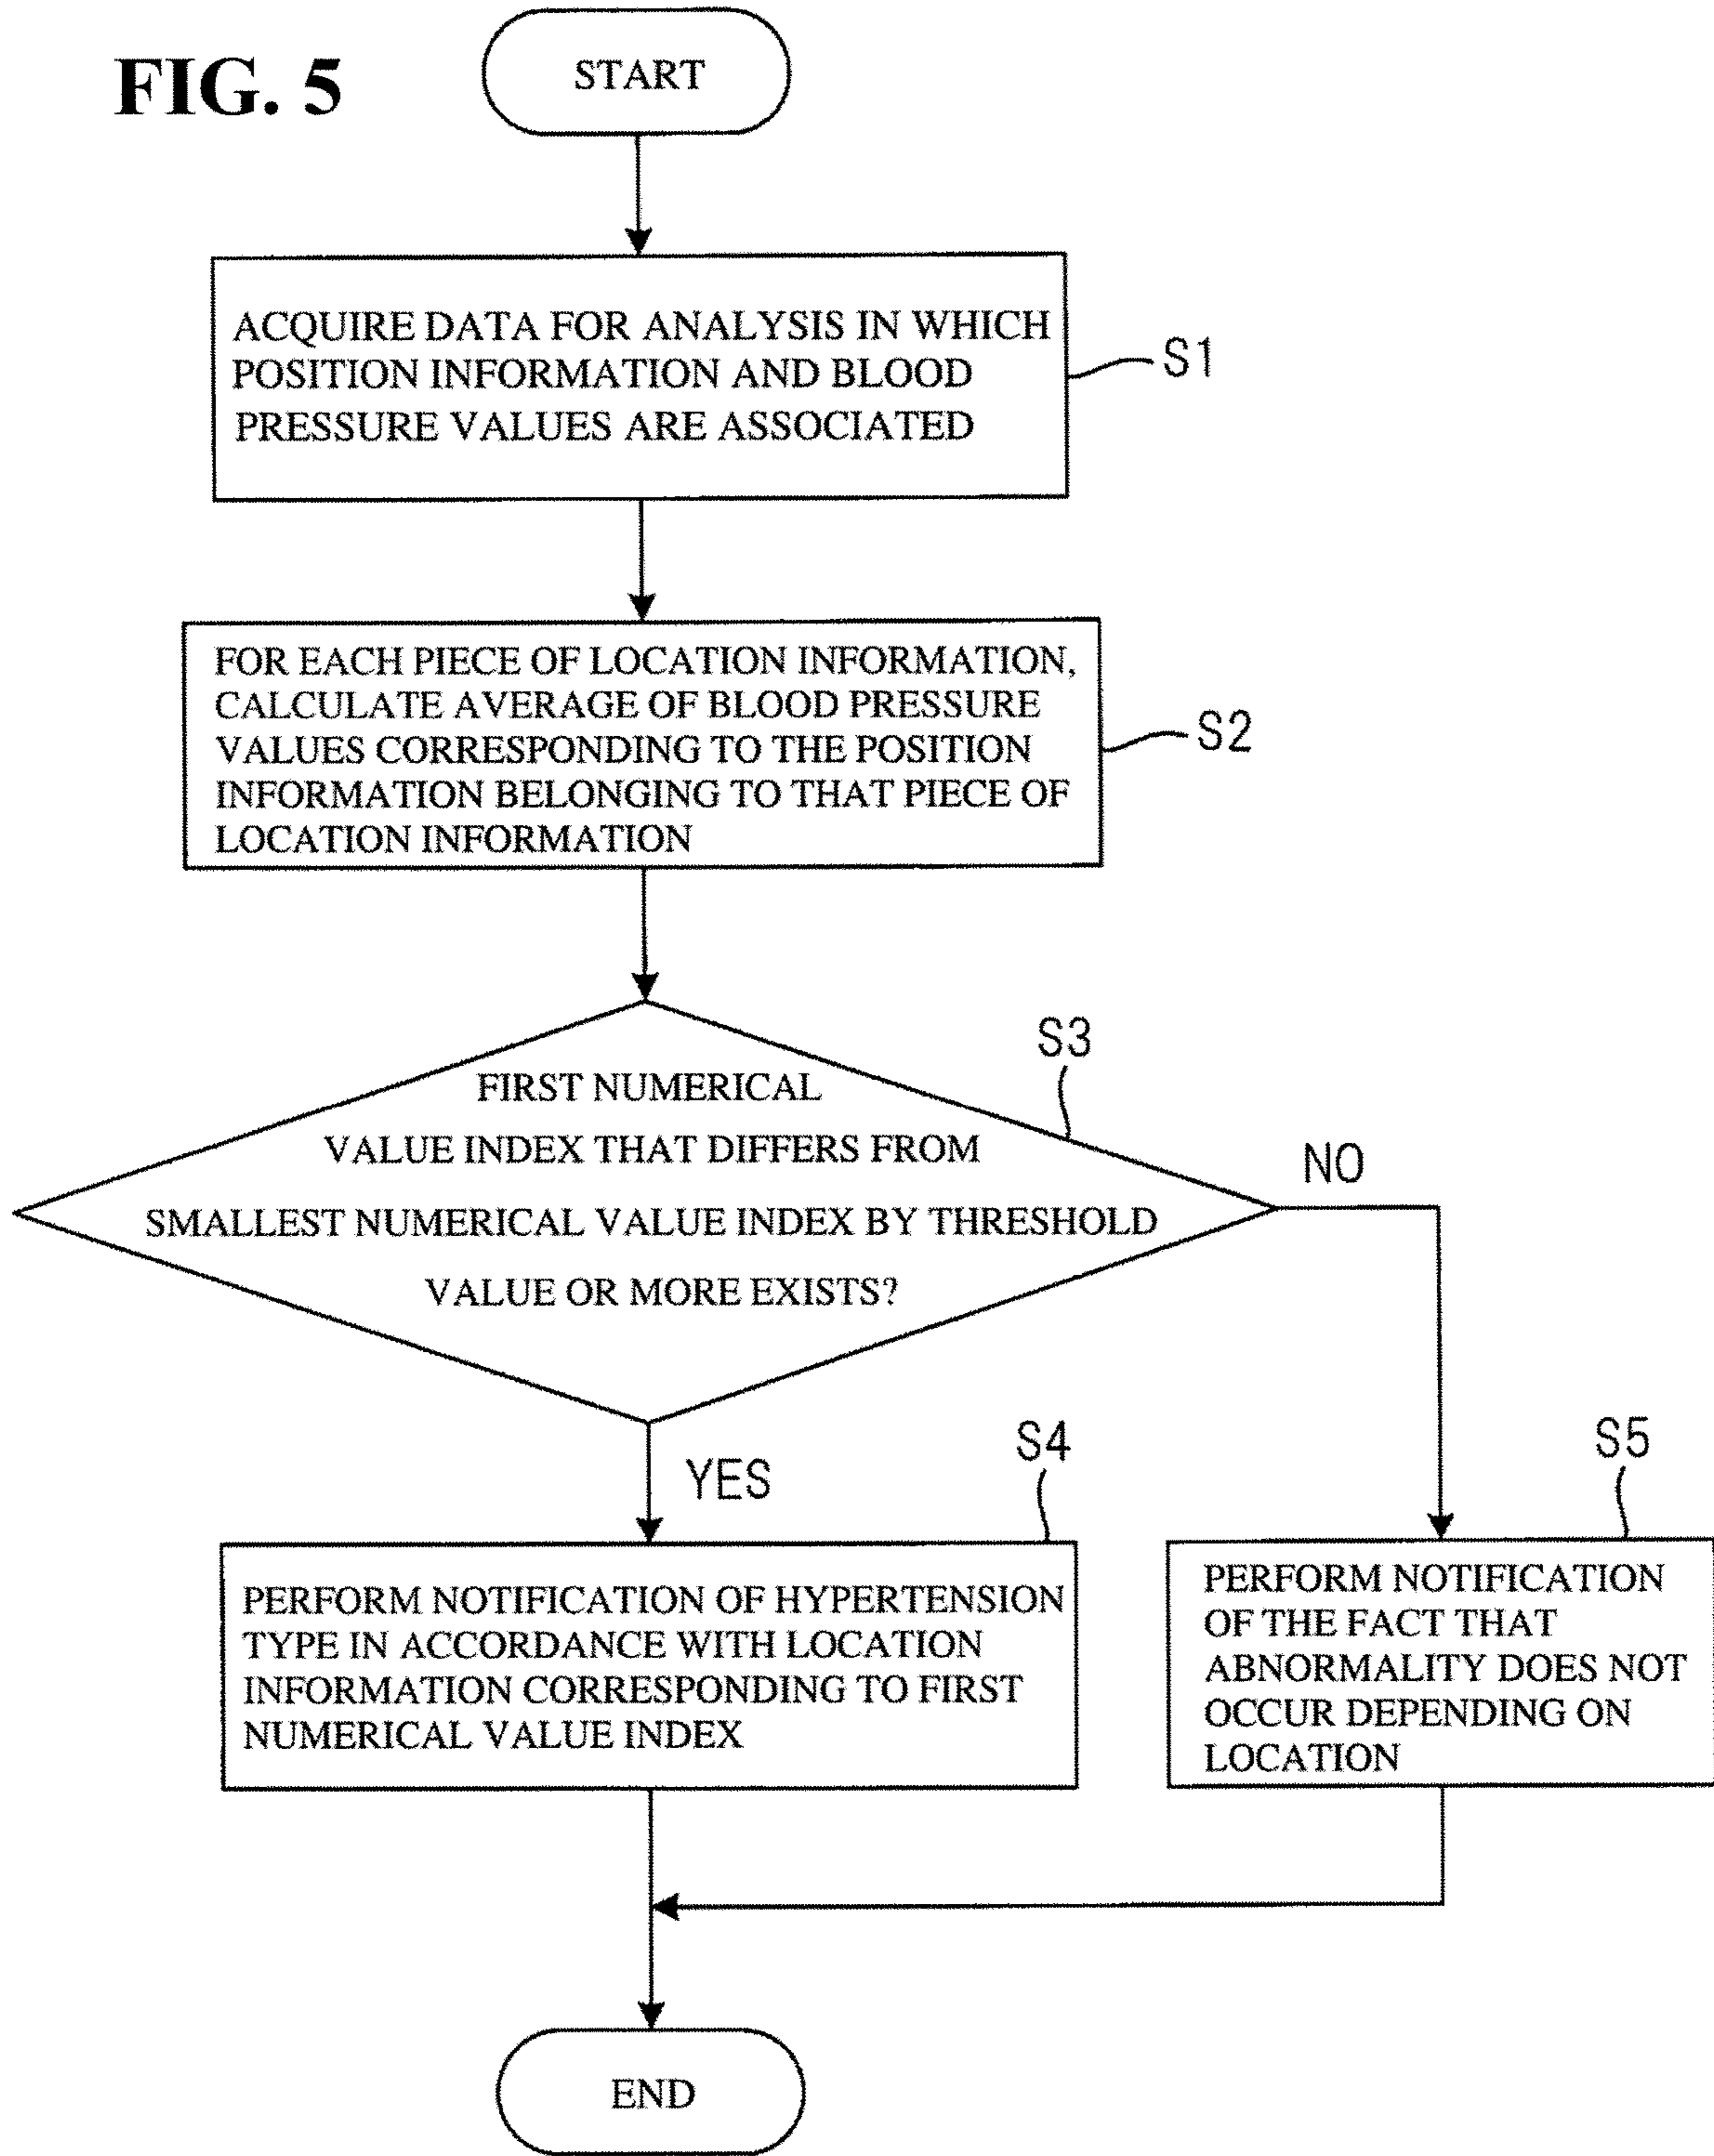 FIG. 5
START
ACQUIRE DATA FOR ANALYSIS IN WHICH
POSITION INFORMATION AND BLOOD
PRESSURE VALUES ARE ASSOCIATED
S1
FOR EACH PIECE OF LOCATION INFORMATION,
CALCULATE AVERAGE OF BLOOD PRESSURE
VALUES CORRESPONDING TO THE POSITION
INFORMATION BELONGING TO THAT PIECE OF
LOCATION INFORMATION
S2
S3
FIRST NUMERICAL
VALUE INDEX THAT DIFFERS FROM
SMALLEST NUMERICAL VALUE INDEX BY THRESHOLD
VALUE OR MORE EXISTS?
NO
YES
S4
PERFORM NOTIFICATION OF HYPERTENSION
TYPE IN ACCORDANCE WITH LOCATION
INFORMATION CORRESPONDING TO FIRST
NUMERICAL VALUE INDEX
S5
PERFORM NOTIFICATION
OF THE FACT THAT
ABNORMALITY DOES NOT
OCCUR DEPENDING ON
LOCATION
END